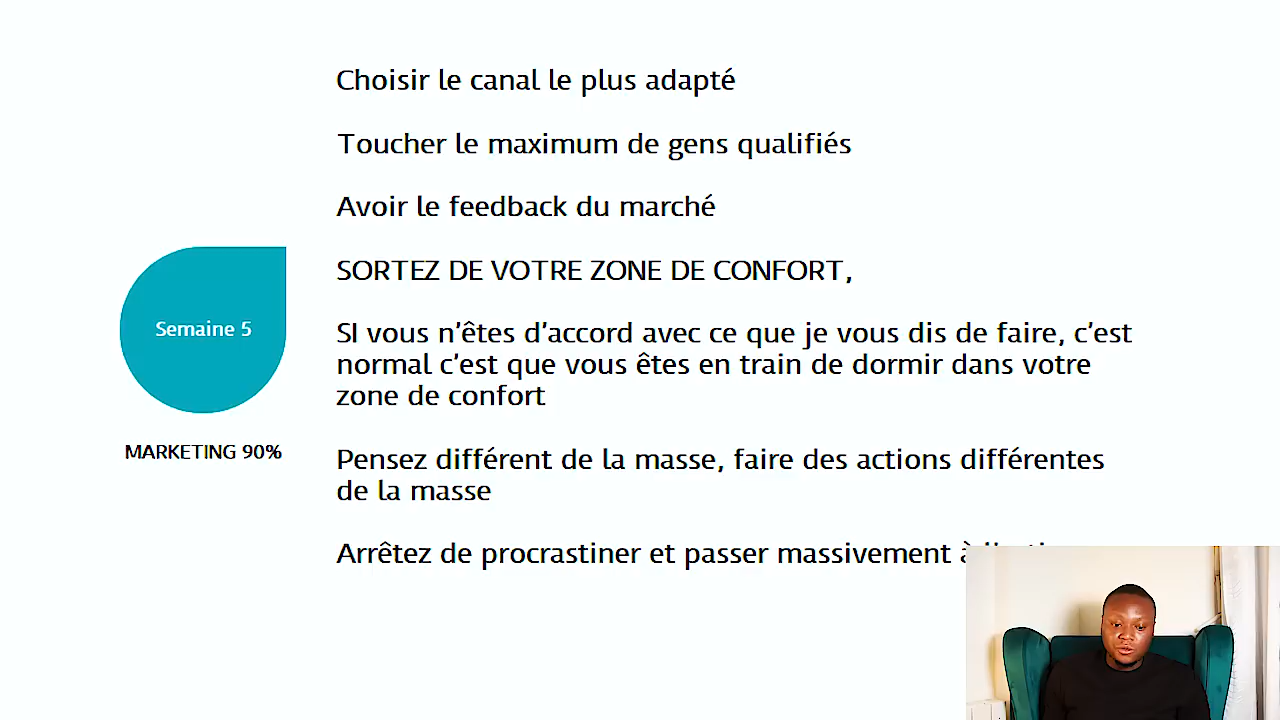 Choisir le canal le plus adapté
Toucher le maximum de gens qualifiés
Avoir le feedback du marché
SORTEZ DE VOTRE ZONE DE CONFORT,
SI vous n'êtes d'accord avec ce que je vous dis de faire, c'est
normal c'est que vous êtes en train de dormir dans votre
zone de confort
Pensez différent de la masse, faire des actions différentes
de la masse
Arrêtez de procrastiner et passer massivement à
Semaine 5
MARKETING 90%